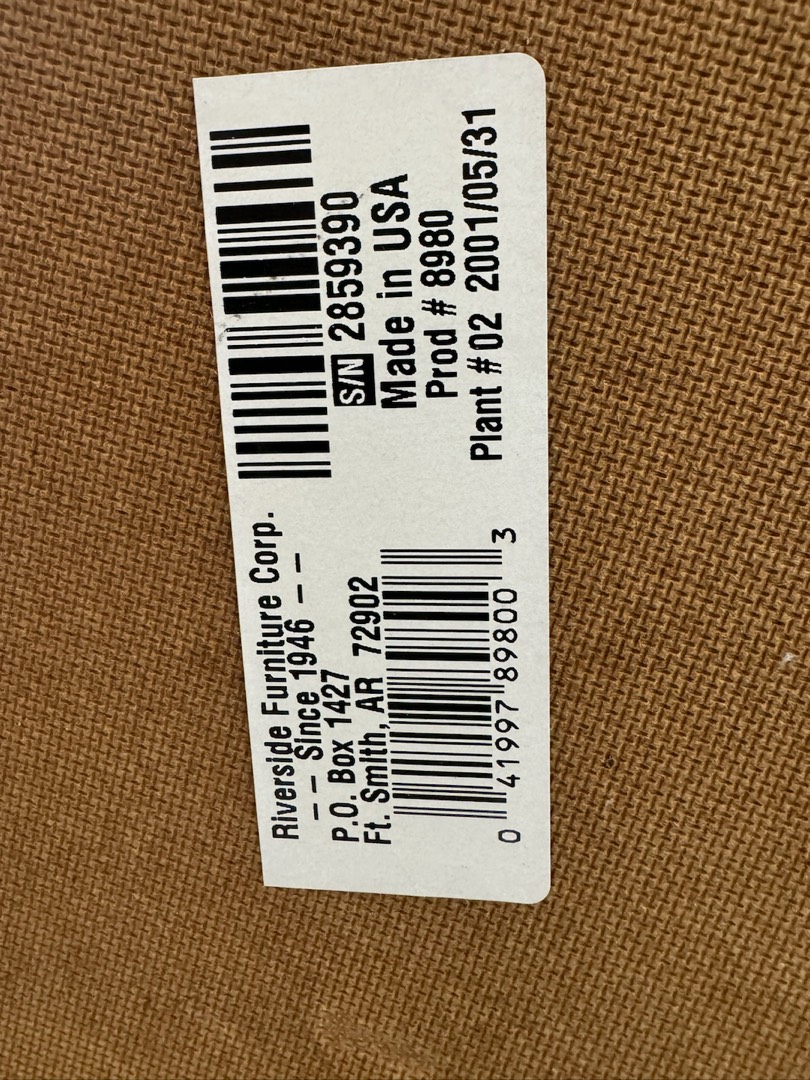 Riverside Furniture Corp.
-- Since 1946 --
P.O. Box 1427
Ft. Smith, AR 72902
0 41997 89800 3
S/N 2859390
Made in USA
Prod # 8980
Plant #02 2001/05/31